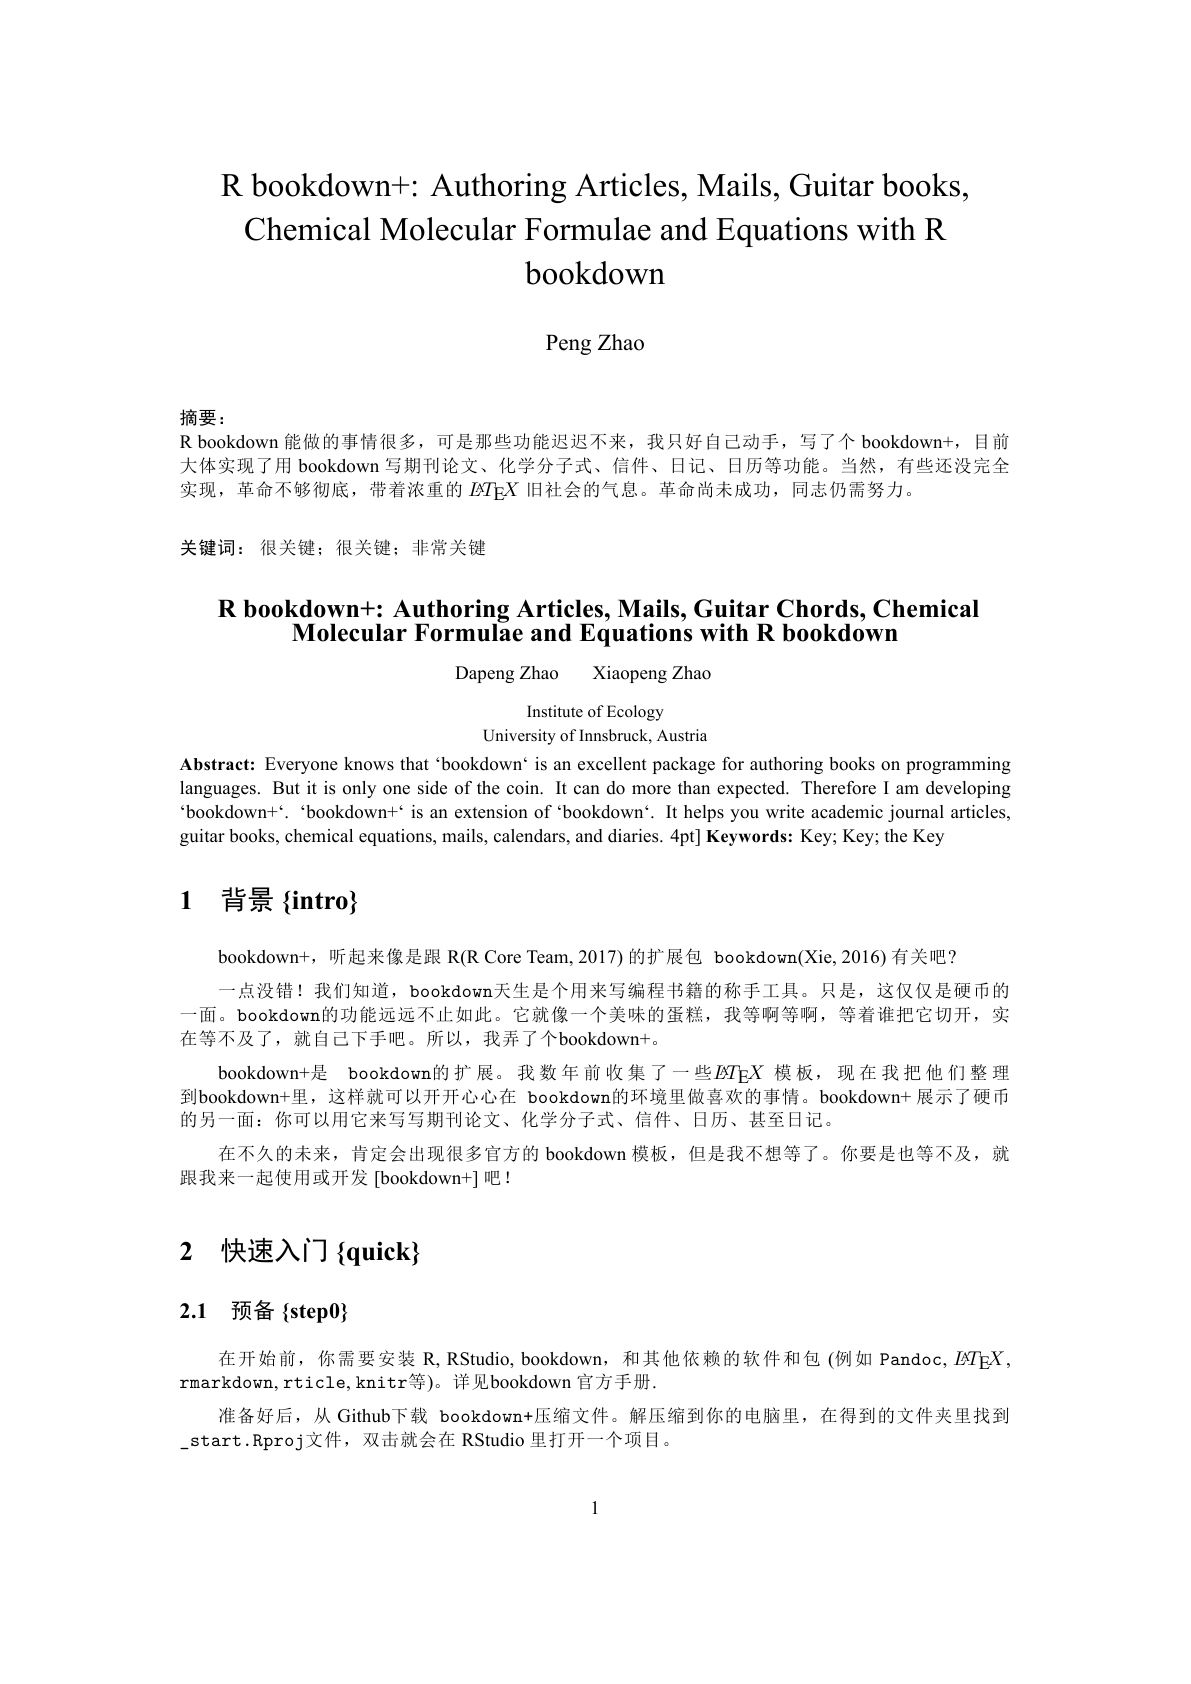 R bookdown+: Authoring Articles, Mails, Guitar books,
Chemical Molecular Formulae and Equations with R
bookdown
Peng Zhao
摘要：
R bookdown 能做的事情很多，可是那些功能迟迟不来，我只好自己动手，写了个 bookdown+，目前
大体实现了用 bookdown 写期刊论文、化学分子式、信件、日记、日历等功能。当然，有些还没完全
实现，革命不够彻底，带着浓重的 LATEX 旧社会的气息。革命尚未成功，同志仍需努力。
关键词： 很关键；很关键；非常关键
R bookdown+: Authoring Articles, Mails, Guitar Chords, Chemical
Molecular Formulae and Equations with R bookdown
Dapeng Zhao Xiaopeng Zhao
Institute of Ecology
University of Innsbruck, Austria
Abstract: Everyone knows that ‘bookdown‘ is an excellent package for authoring books on programming
languages. But it is only one side of the coin. It can do more than expected. Therefore I am developing
‘bookdown+‘. ‘bookdown+‘ is an extension of ‘bookdown‘. It helps you write academic journal articles,
guitar books, chemical equations, mails, calendars, and diaries. 4pt] Keywords: Key; Key; the Key
1 背景 {intro}
bookdown+，听起来像是跟 R(R Core Team, 2017) 的扩展包 bookdown(Xie, 2016) 有关吧？
一点没错！我们知道，bookdown天生是个用来写编程书籍的称手工具。只是，这仅仅是硬币的
一面。bookdown的功能远远不止如此。它就像一个美味的蛋糕，我等啊等啊，等着谁把它切开，实
在等不及了，就自己下手吧。所以，我弄了个bookdown+。
bookdown+是 bookdown的扩展。我数年前收集了一些LATEX 模板，现在我把他们整理
到bookdown+里，这样就可以开开心心在 bookdown的环境里做喜欢的事情。bookdown+ 展示了硬币
的另一面：你可以用它来写写期刊论文、化学分子式、信件、日历、甚至日记。
在不久的未来，肯定会出现很多官方的 bookdown 模板，但是我不想等了。你要是也等不及，就
跟我来一起使用或开发 [bookdown+] 吧！
2 快速入门 {quick}
2.1 预备 {step0}
在开始前，你需要安装 R, RStudio, bookdown，和其他依赖的软件和包 (例如 Pandoc, LATEX,
rmarkdown, rticle, knitr等)。详见bookdown 官方手册.
准备好后，从 Github下载 bookdown+压缩文件。解压缩到你的电脑里，在得到的文件夹里找到
_start.Rproj文件，双击就会在 RStudio 里打开一个项目。
1